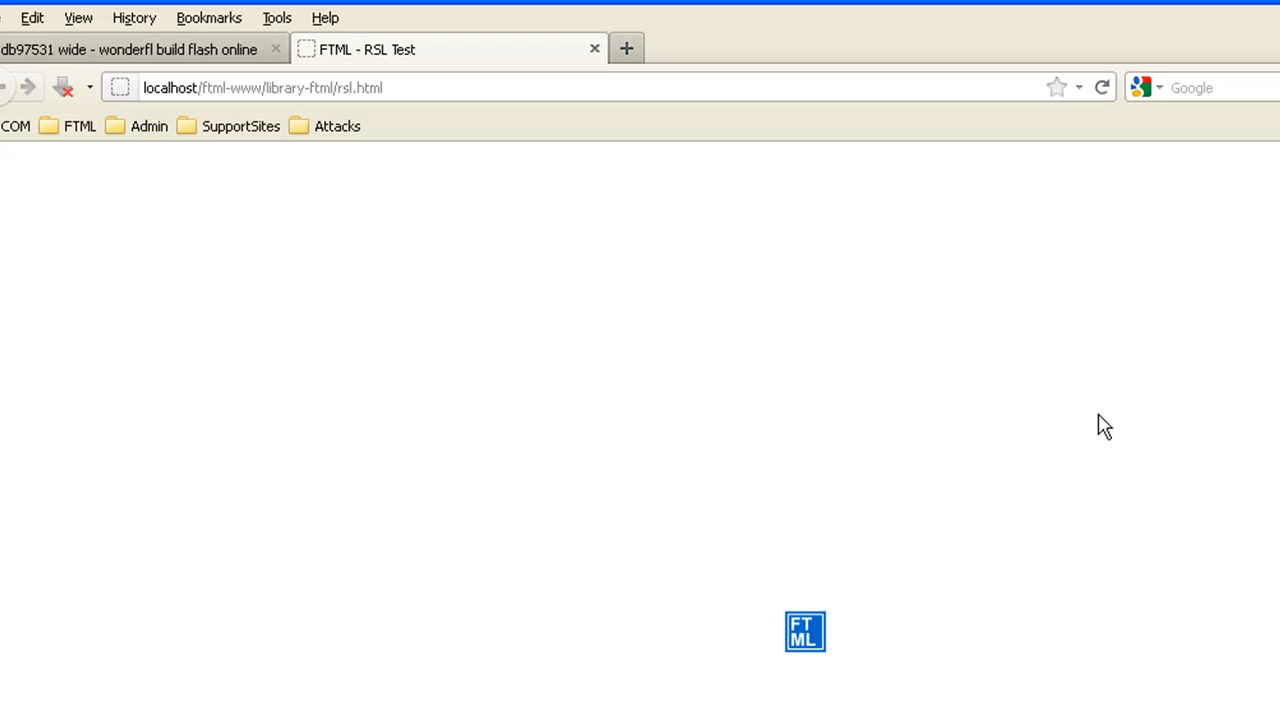 Edit View History Bookmarks Tools Help
db97531 wide - wonderfl build flash online FTML - RSL Test
localhost/ftml-www/library-ftml/rsl.html Google
COM FTML Admin SupportSites Attacks
FT
ML